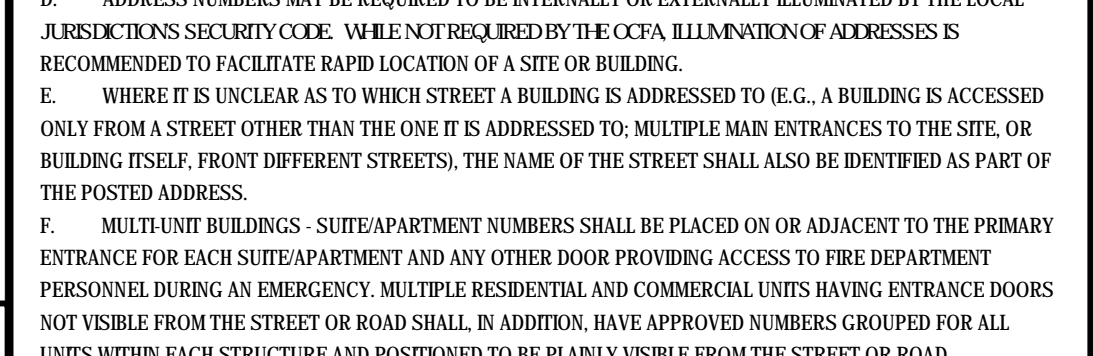 D. ADDRESS NUMBERS MAY BE REQUIRED TO BE INTERNALLY OR EXTERNALLY ILLUMINATED BY THE LOCAL
JURISDICTION'S SECURITY CODE. WHILE NOT REQUIRED BY THE OCFA, ILLUMINATION OF ADDRESSES IS
RECOMMENDED TO FACILITATE RAPID LOCATION OF A SITE OR BUILDING.
E. WHERE IT IS UNCLEAR AS TO WHICH STREET A BUILDING IS ADDRESSED TO (E.G., A BUILDING IS ACCESSED
ONLY FROM A STREET OTHER THAN THE ONE IT IS ADDRESSED TO; MULTIPLE MAIN ENTRANCES TO THE SITE, OR
BUILDING ITSELF, FRONT DIFFERENT STREETS), THE NAME OF THE STREET SHALL ALSO BE IDENTIFIED AS PART OF
THE POSTED ADDRESS.
F. MULTI-UNIT BUILDINGS - SUITE/APARTMENT NUMBERS SHALL BE PLACED ON OR ADJACENT TO THE PRIMARY
ENTRANCE FOR EACH SUITE/APARTMENT AND ANY OTHER DOOR PROVIDING ACCESS TO FIRE DEPARTMENT
PERSONNEL DURING AN EMERGENCY. MULTIPLE RESIDENTIAL AND COMMERCIAL UNITS HAVING ENTRANCE DOORS
NOT VISIBLE FROM THE STREET OR ROAD SHALL, IN ADDITION, HAVE APPROVED NUMBERS GROUPED FOR ALL
UNITS WITHIN EACH STRUCTURE AND POSITIONED TO BE PLAINLY VISIBLE FROM THE STREET OR ROAD.